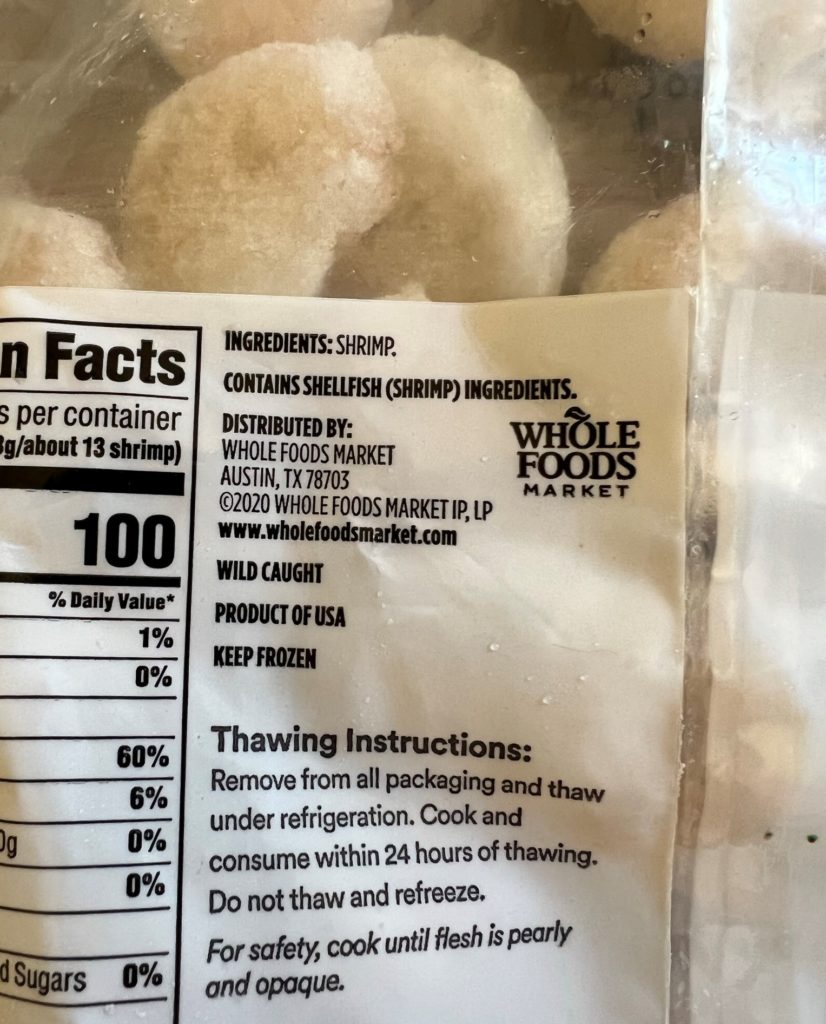 n Facts
s per container
3g/about 13 shrimp)
100
% Daily Value*
1%
0%
60%
6%
0g 0%
0%
d Sugars 0%
INGREDIENTS: SHRIMP.
CONTAINS SHELLFISH (SHRIMP) INGREDIENTS.
DISTRIBUTED BY:
WHOLE FOODS MARKET
AUSTIN, TX 78703
©2020 WHOLE FOODS MARKET IP, LP
www.wholefoodsmarket.com
WHOLE
FOODS
MARKET
WILD CAUGHT
PRODUCT OF USA
KEEP FROZEN
Thawing Instructions:
Remove from all packaging and thaw
under refrigeration. Cook and
consume within 24 hours of thawing.
Do not thaw and refreeze.
For safety, cook until flesh is pearly
and opaque.